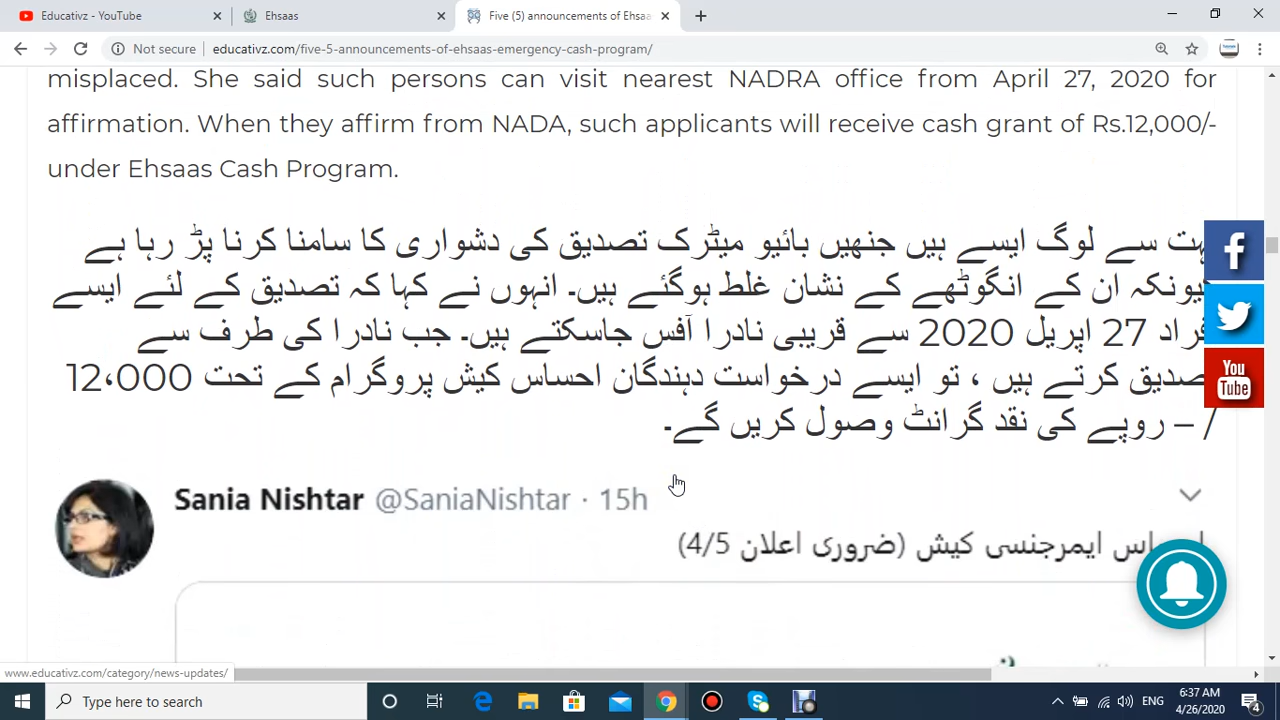 Educativz - YouTube
Ehsaas
Five (5) announcements of Ehsaa
Not secure
educativz.com/five-5-announcements-of-ehsaas-emergency-cash-program/
misplaced. She said such persons can visit nearest NADRA office from April 27, 2020 for
affirmation. When they affirm from NADA, such applicants will receive cash grant of Rs.12,000/-
under Ehsaas Cash Program.
سے لوگ ایسے ہیں جنھیں بائیو میٹرک تصدیق کی دشواری کا سامنا کرنا پڑ رہا ہے
ان کے انگوٹھے کے نشان غلط ہوگئے ہیں۔ انہوں نے کہا کہ تصدیق کے لئے ایسے
27 اپریل 2020 سے قریبی نادرا آفس جاسکتے ہیں۔ جب نادرا کی طرف سے
کرتے ہیں ، تو ایسے درخواست دہندگان احساس کیش پروگرام کے تحت 12،000
/ – روپے کی نقد گرانٹ وصول کریں گے۔
Sania Nishtar @SaniaNishtar · 15h
ایمرجنسی کیش (ضروری اعلان 4/5)
You
Tube
www.educativz.com/category/news-updates/
Type here to search
ENG
6:37 AM
4/26/2020
4